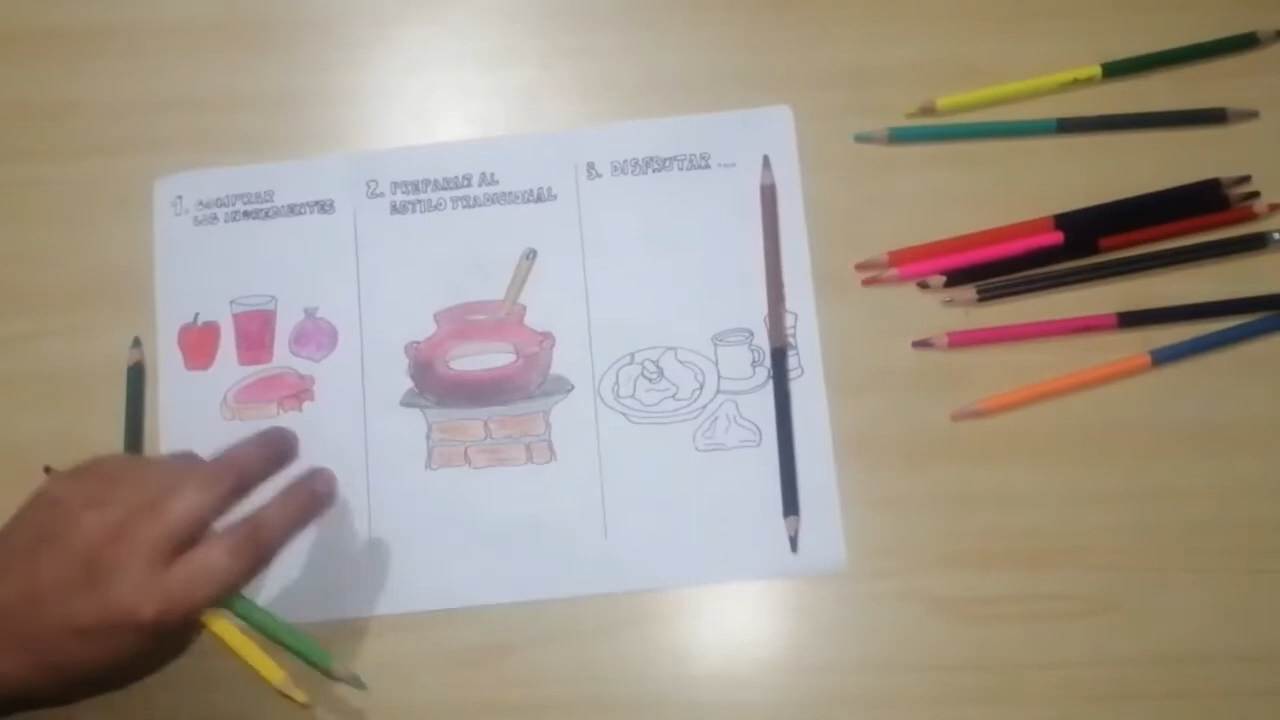 1. COMPRAR
LOS INGREDIENTES
2. PREPARAR AL
ESTILO TRADICIONAL
3. DISFRUTAR ...